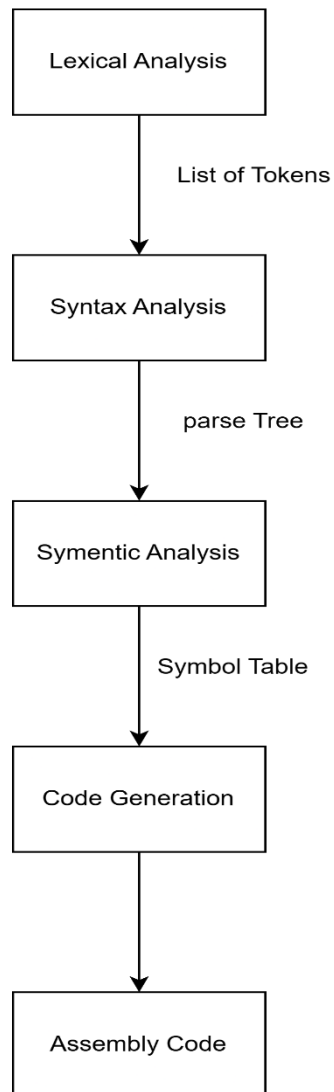 Lexical Analysis
List of Tokens
Syntax Analysis
parse Tree
Symentic Analysis
Symbol Table
Code Generation
Assembly Code